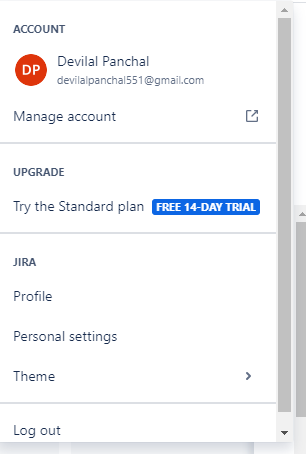 ACCOUNT
DP
Devilal Panchal
devilalpanchal551@gmail.com
Manage account
UPGRADE
Try the Standard plan FREE 14-DAY TRIAL
JIRA
Profile
Personal settings
Theme
Log out